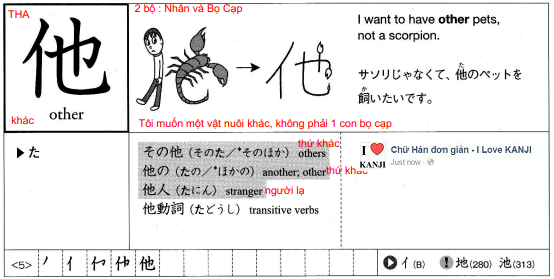 THA
他
other
khác
2 bộ : Nhân và Bọ Cạp
I want to have other pets,
not a scorpion.
サソリじゃなくて、他(た)のペットを
飼(か)いたいです。
Tôi muốn một vật nuôi khác, không phải 1 con bọ cạp
▶た
その他(そのた/*そのほか) others thứ khác
他の(たの/*ほかの) another; other thứ khác
他人(たにん) stranger người lạ
他動詞(たどうし) transitive verbs
I ❤ KANJI
Chữ Hán đơn giản - I Love KANJI
Just now
<5> ノ 亻 仁 他 他
▶イ(B) !地(280) 池(313)